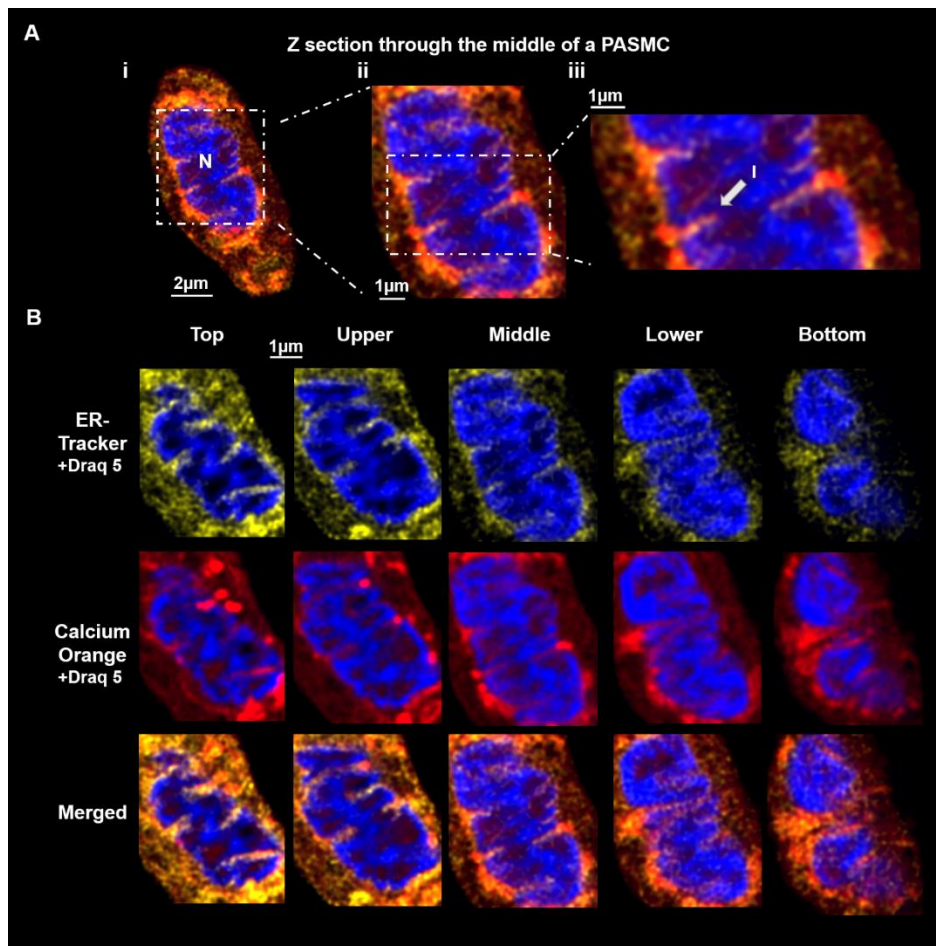 A
Z section through the middle of a PASMC
i
ii
iii
1µm
N
I
2µm
1µm
B
Top
1µm
Upper
Middle
Lower
Bottom
ER-
Tracker
+Draq 5
Calcium
Orange
+Draq 5
Merged